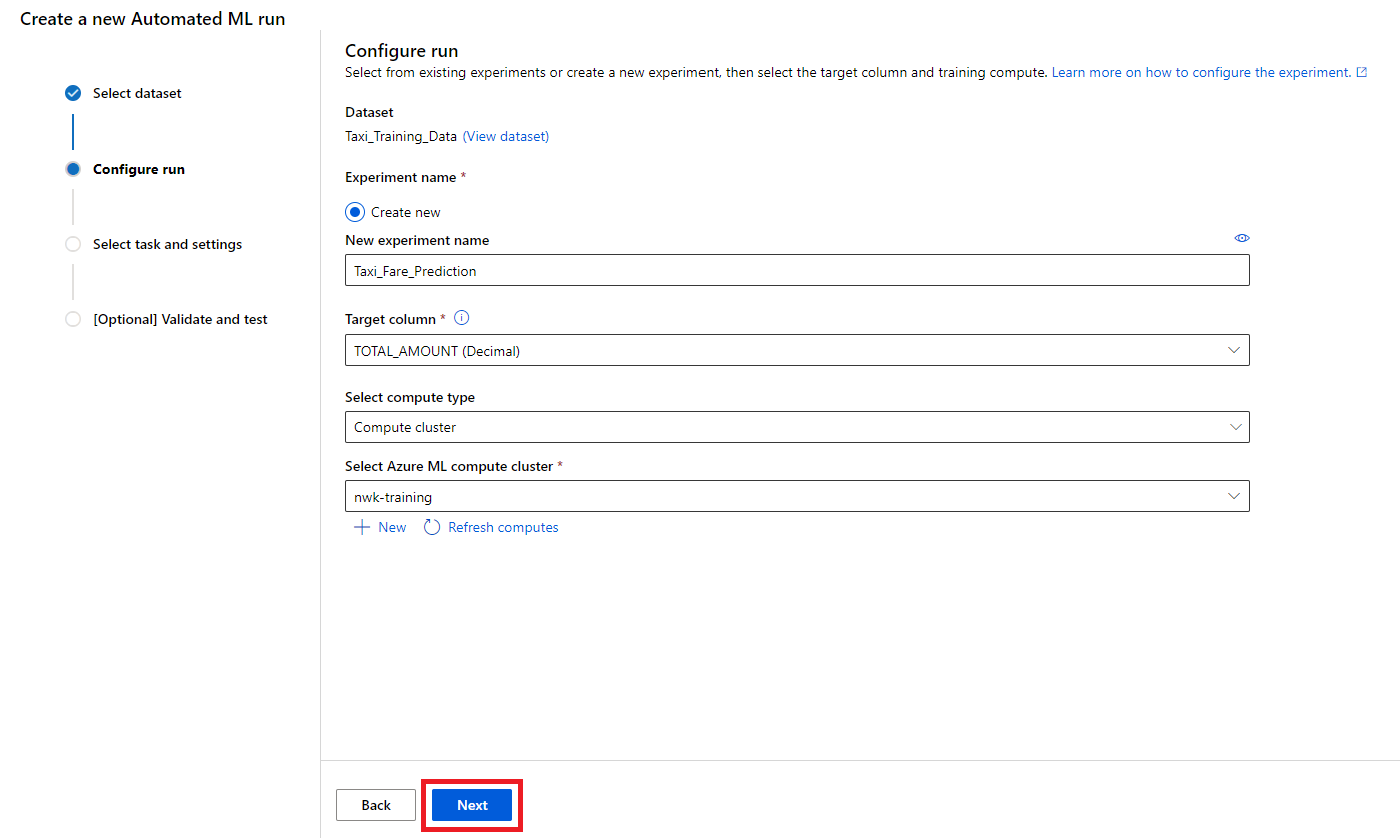 Create a new Automated ML run
Select dataset
Configure run
Select task and settings
[Optional] Validate and test
Configure run
Select from existing experiments or create a new experiment, then select the target column and training compute. Learn more on how to configure the experiment.
Dataset
Taxi_Training_Data (View dataset)
Experiment name *
Create new
New experiment name
Taxi_Fare_Prediction
Target column *
TOTAL_AMOUNT (Decimal)
Select compute type
Compute cluster
Select Azure ML compute cluster *
nwk-training
New Refresh computes
Back Next